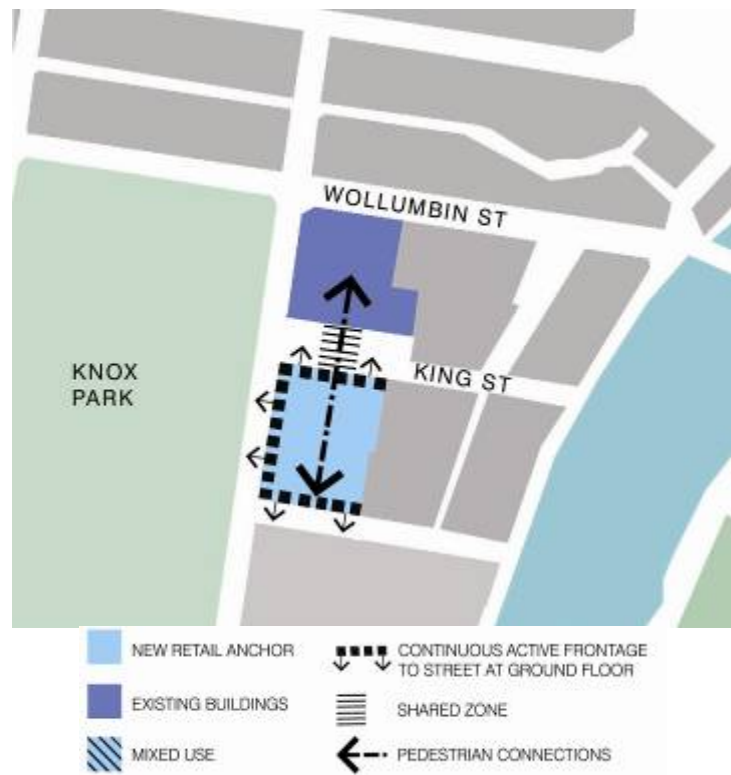 WOLLUMBIN ST
KNOX
PARK
KING ST
NEW RETAIL ANCHOR
EXISTING BUILDINGS
MIXED USE
CONTINUOUS ACTIVE FRONTAGE
TO STREET AT GROUND FLOOR
SHARED ZONE
PEDESTRIAN CONNECTIONS